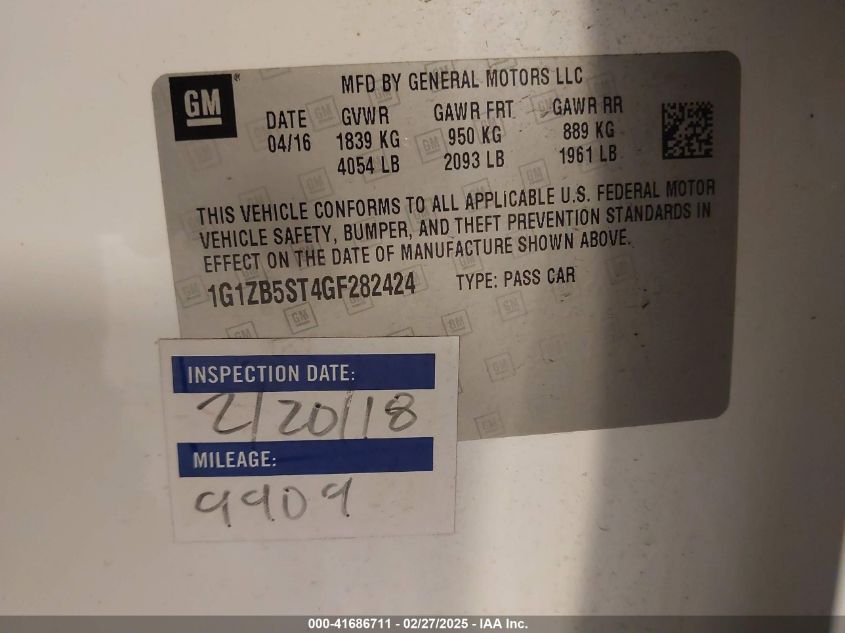 GM
MFD BY GENERAL MOTORS LLC
DATE GVWR GAWR FRT GAWR RR
04/16 1839 KG 950 KG 889 KG
4054 LB 2093 LB 1961 LB
THIS VEHICLE CONFORMS TO ALL APPLICABLE U.S. FEDERAL MOTOR
VEHICLE SAFETY, BUMPER, AND THEFT PREVENTION STANDARDS IN
EFFECT ON THE DATE OF MANUFACTURE SHOWN ABOVE.
1G1ZB5ST4GF282424 TYPE: PASS CAR
INSPECTION DATE:
2/20/18
MILEAGE:
9909
000-41686711 - 02/27/2025 - IAA Inc.